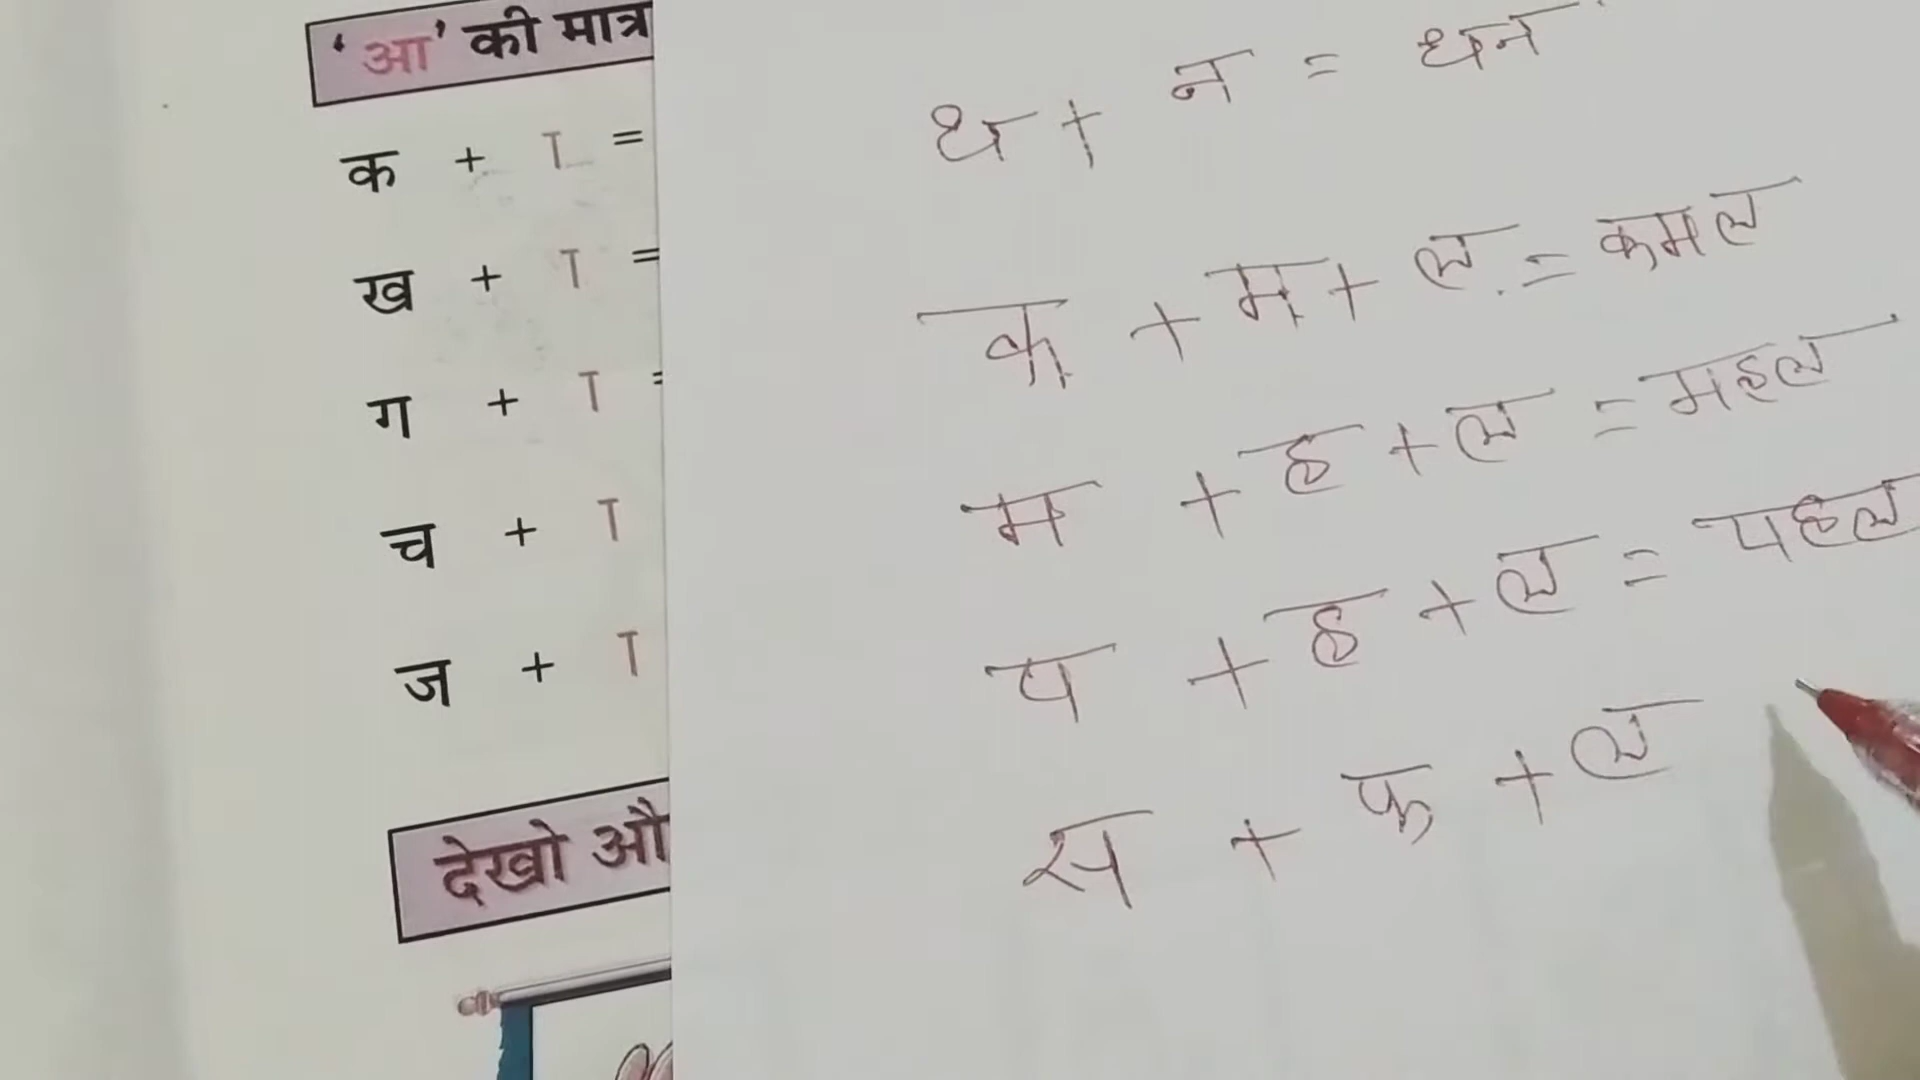 'आ' की मात्र
क + ा =
ख + ा =
ग + ा =
च + ा
ज + ा
देखो औ
ध + न = धन
क + म + ल = कमल
म + ह + ल = महल
प + ह + ल = पहल
स + फ + ल